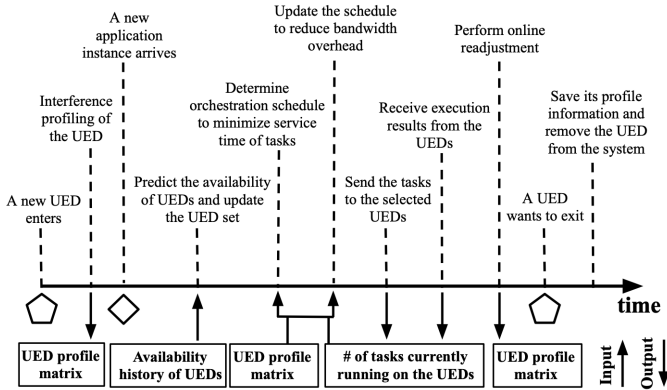 A new
application
instance arrives
Update the schedule
to reduce bandwidth
overhead
Perform online
readjustment
Interference
profiling of
the UED
Determine
orchestration schedule
to minimize service
time of tasks
Receive execution
results from the
UEDs
Save its profile
information and
remove the UED
from the system
A new UED
enters
Predict the availability
of UEDs and update
the UED set
Send the tasks
to the selected
UEDs
A UED
wants to exit
time
UED profile
matrix
Availability
history of UEDs
UED profile
matrix
# of tasks currently
running on the UEDs
UED profile
matrix
Input
Output